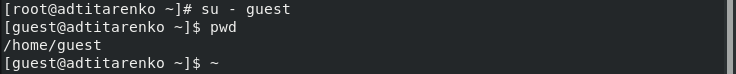 [root@adtitarenko ~]# su - guest
[guest@adtitarenko ~]$ pwd
/home/guest
[guest@adtitarenko ~]$ ~